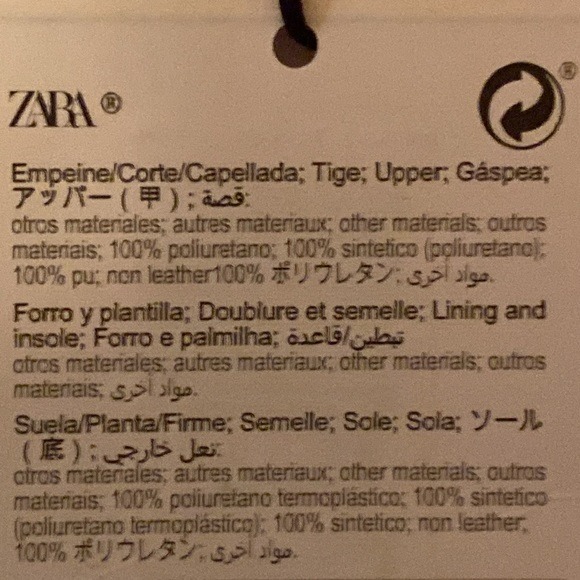 ZARA®
®
Empeine/Corte/Capellada; Tige; Upper; Gáspea;
アッパー ( 甲 ) ; قصة:
otros materiales; autres materiaux; other materials; outros
materiais; 100% poliuretano; 100% sintetico (poliuretano);
100% pu; non leather100% ポリウレタン; مواد أخرى.
Forro y plantilla; Doublure et semelle; Lining and
insole; Forro e palmilha; تبطين/قاعدة
otros materiales; autres materiaux; other materials; outros
materiais; مواد أخرى.
Suela/Planta/Firme; Semelle; Sole; Sola; ソール
( 底 ) ; نعل خارجي:
otros materiales; autres materiaux; other materials; outros
materiais; 100% poliuretano termoplástico; 100% sintetico
(poliuretano termoplástico); 100% sintetico; non leather;
100% ポリウレタン; مواد أخرى.